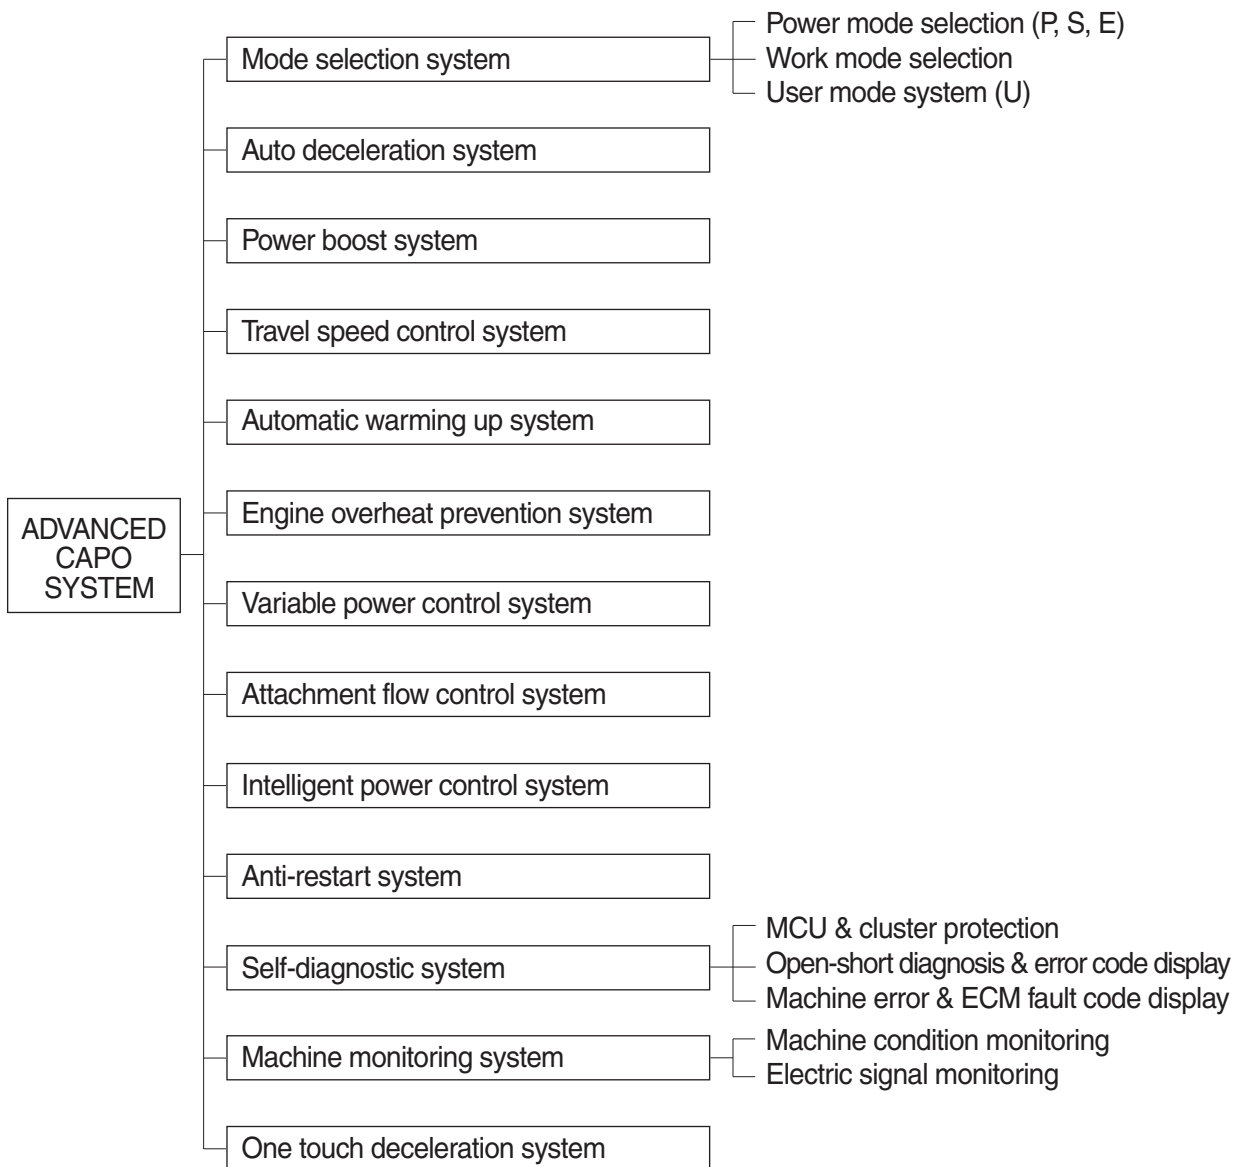 Power mode selection (P, S, E)
Mode selection system
Work mode selection
User mode system (U)
Auto deceleration system
Power boost system
Travel speed control system
Automatic warming up system
Engine overheat prevention system
ADVANCED
CAPO
SYSTEM
Variable power control system
Attachment flow control system
Intelligent power control system
Anti-restart system
MCU & cluster protection
Self-diagnostic system
Open-short diagnosis & error code display
Machine error & ECM fault code display
Machine monitoring system
Machine condition monitoring
Electric signal monitoring
One touch deceleration system